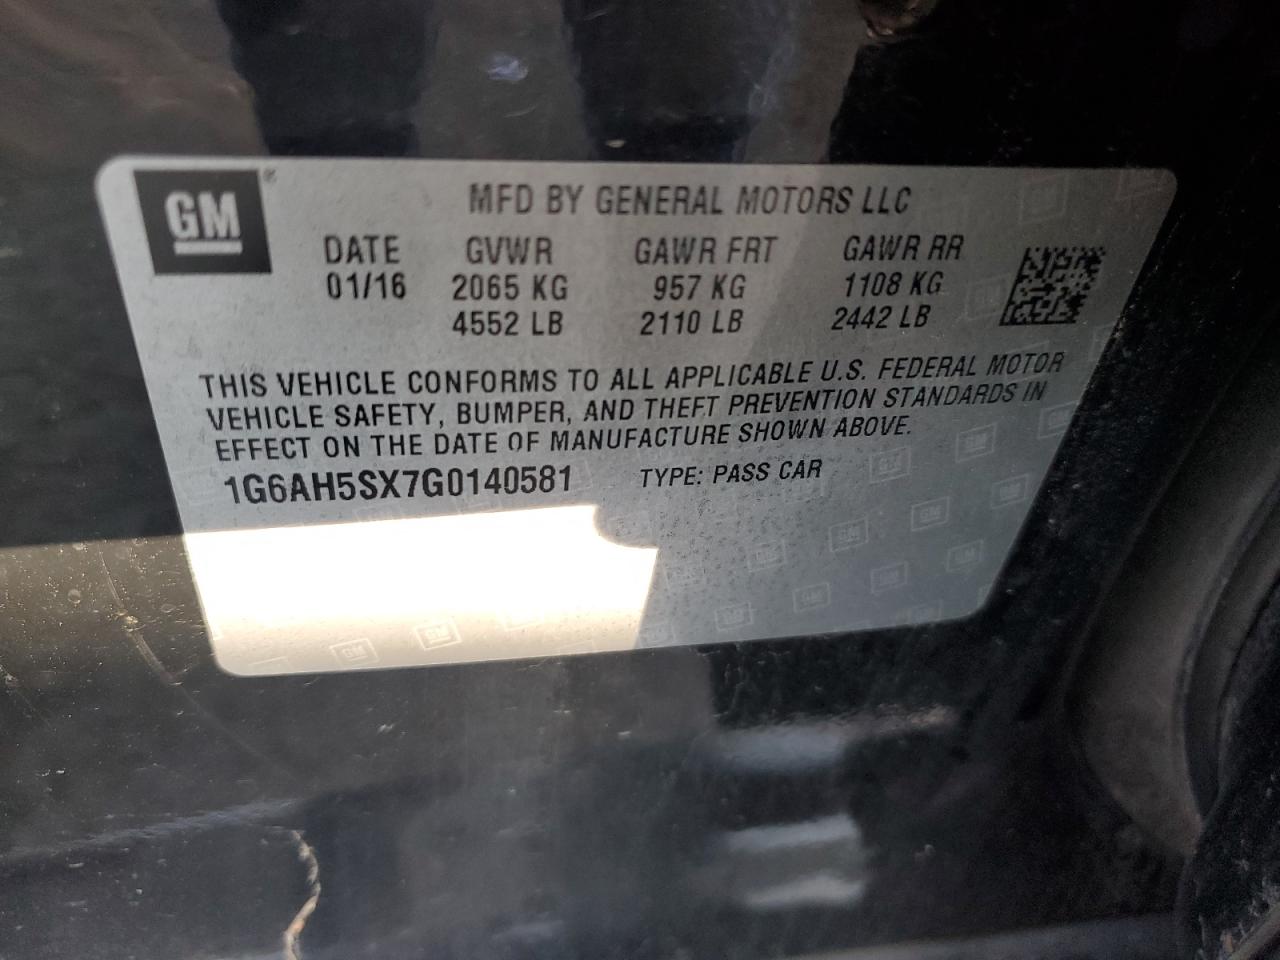 GM®
MFD BY GENERAL MOTORS LLC
DATE GVWR GAWR FRT GAWR RR
01/16 2065 KG 957 KG 1108 KG
4552 LB 2110 LB 2442 LB
THIS VEHICLE CONFORMS TO ALL APPLICABLE U.S. FEDERAL MOTOR
VEHICLE SAFETY, BUMPER, AND THEFT PREVENTION STANDARDS IN
EFFECT ON THE DATE OF MANUFACTURE SHOWN ABOVE.
1G6AH5SX7G0140581 TYPE: PASS CAR